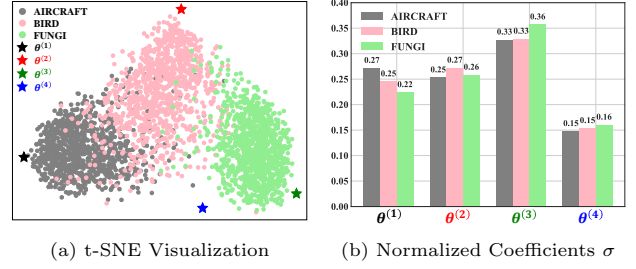 AIRCRAFT
BIRD
FUNGI
θ(1)
θ(2)
θ(3)
θ(4)
(a) t-SNE Visualization
0.40
0.35
0.30
0.25
0.20
0.15
0.10
0.05
0.00
AIRCRAFT
BIRD
FUNGI
0.27 0.25 0.22
0.25 0.27 0.26
0.33 0.33 0.36
0.15 0.15 0.16
θ(1) θ(2) θ(3) θ(4)
(b) Normalized Coefficients σ